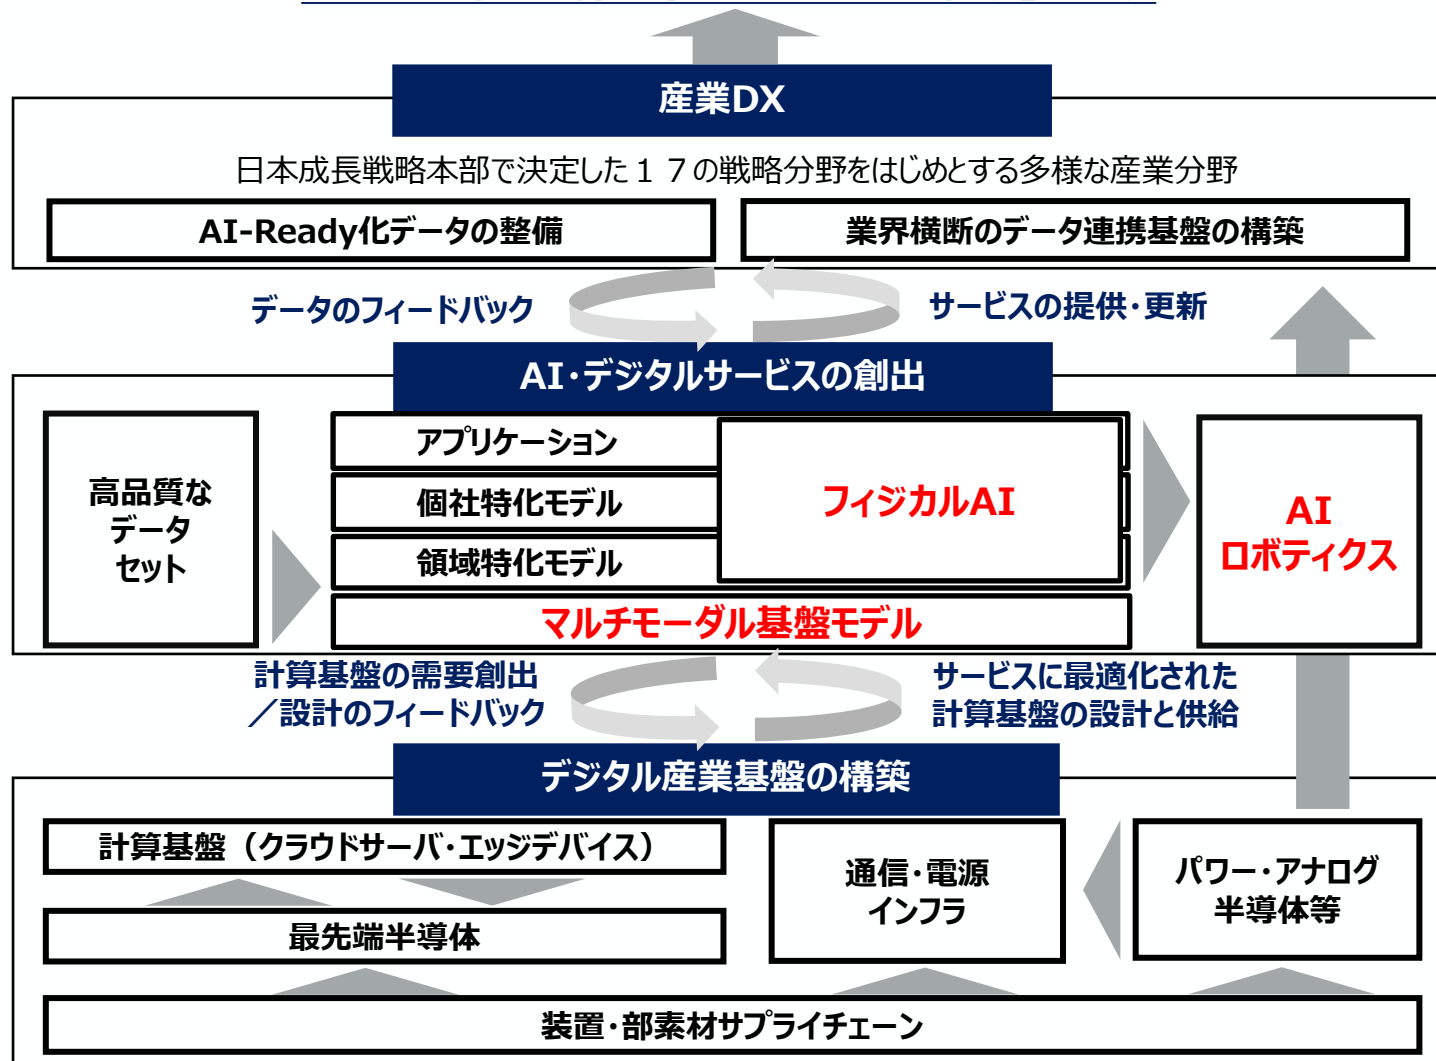 産業DX
日本成長戦略本部で決定した１７の戦略分野をはじめとする多様な産業分野
AI-Ready化データの整備
業界横断のデータ連携基盤の構築
データのフィードバック
サービスの提供・更新
AI・デジタルサービスの創出
高品質な
データ
セット
アプリケーション
個社特化モデル
領域特化モデル
フィジカルAI
マルチモーダル基盤モデル
AI
ロボティクス
計算基盤の需要創出
／設計のフィードバック
サービスに最適化された
計算基盤の設計と供給
デジタル産業基盤の構築
計算基盤（クラウドサーバ・エッジデバイス）
最先端半導体
通信・電源
インフラ
パワー・アナログ
半導体等
装置・部素材サプライチェーン